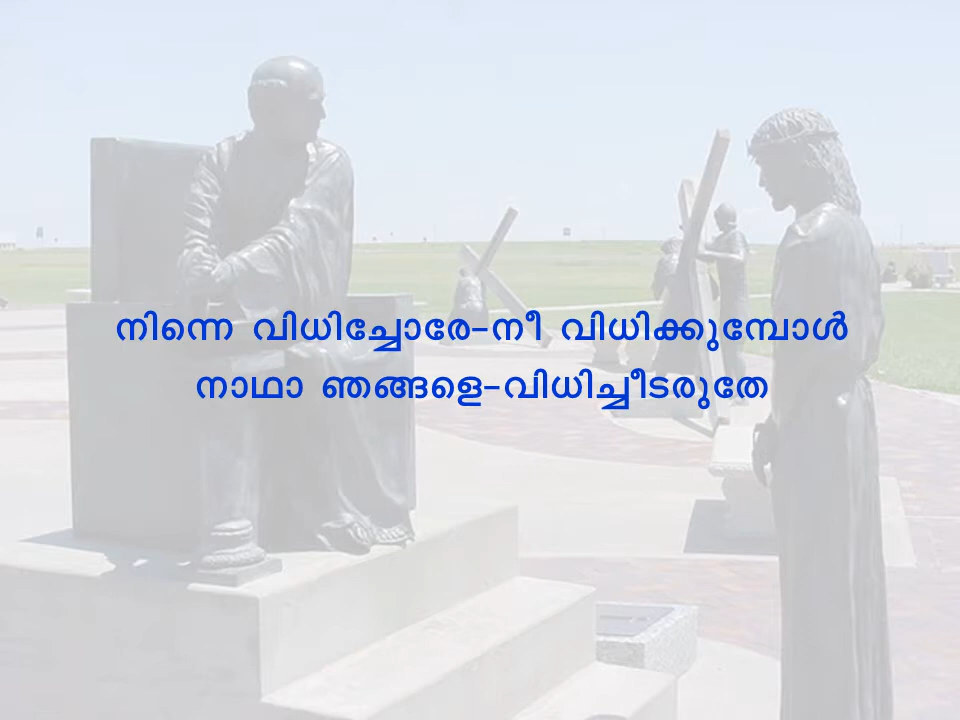 നിന്നെ വിധിച്ചോരേ-നീ വിധിക്കുമ്പോൾ
നാഥാ ഞങ്ങളെ-വിധിച്ചീടരുതേ